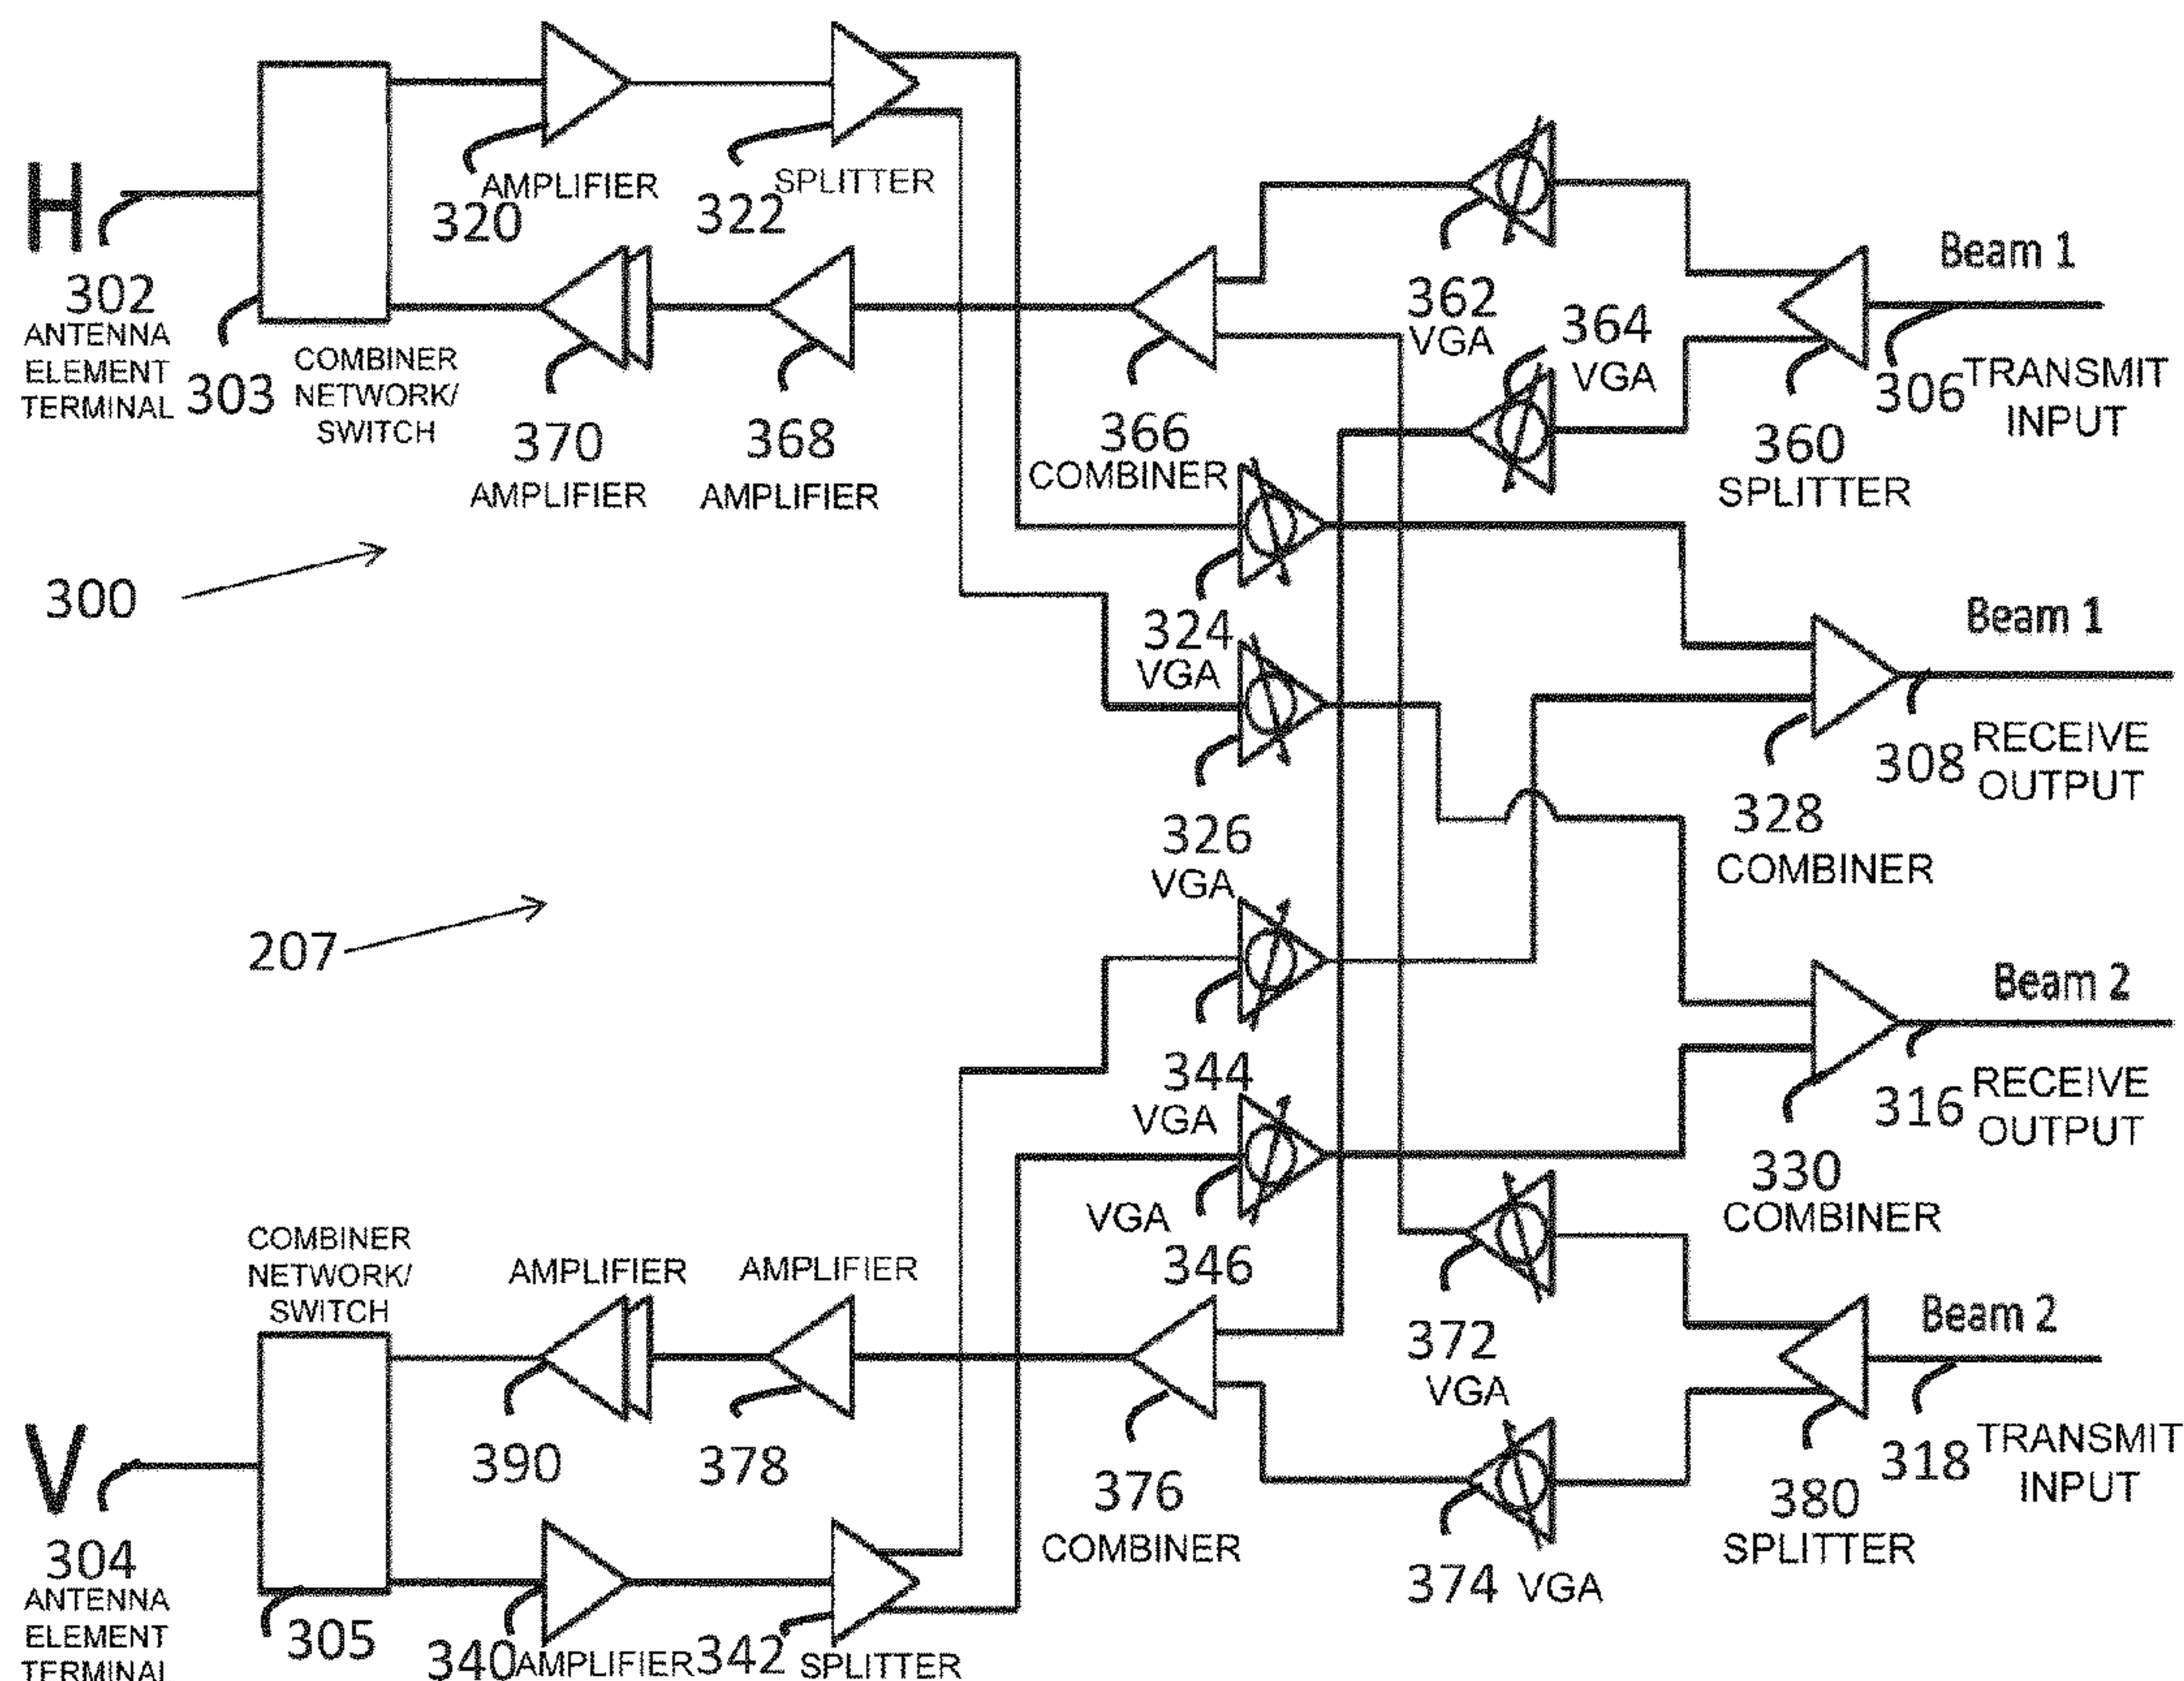 H
302
ANTENNA
ELEMENT
TERMINAL
303
COMBINER
NETWORK/
SWITCH
AMPLIFIER
320
SPLITTER
322
370
AMPLIFIER
368
AMPLIFIER
366
COMBINER
362
VGA
364
VGA
Beam 1
306
TRANSMIT
INPUT
360
SPLITTER
300
324
VGA
326
VGA
Beam 1
308
RECEIVE
OUTPUT
328
COMBINER
207
344
VGA
VGA
346
Beam 2
316
RECEIVE
OUTPUT
330
COMBINER
372
VGA
374 VGA
Beam 2
318
TRANSMIT
INPUT
380
SPLITTER
COMBINER
NETWORK/
SWITCH
AMPLIFIER
390
AMPLIFIER
378
376
COMBINER
V
304
ANTENNA
ELEMENT
TERMINAL
305
340 AMPLIFIER
342 SPLITTER